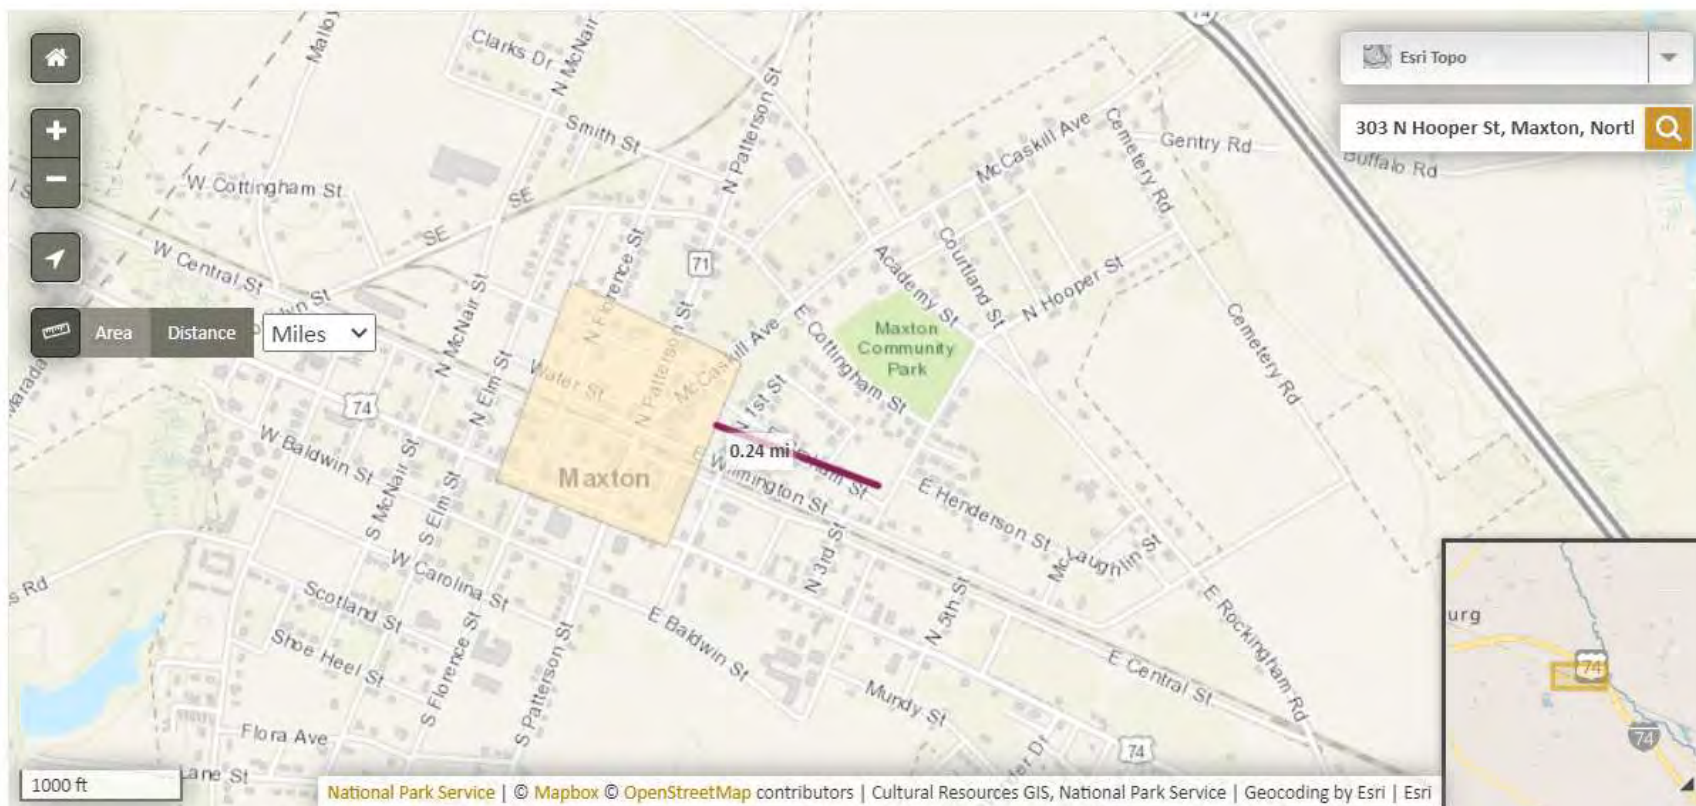 Clarks Dr
N McNair St
Malloy
Smith St
N Patterson St
McCaskill Ave
Cemetery Rd
Gentry Rd
Buffalo Rd
Esri Topo
303 N Hooper St, Maxton, Nortl
W Cottingham St
SE
SE
W Central St
71
N Florence St
N McNair St
Academy St
Courtland St
N Hooper St
Cemetery Rd
E Cottingham St
Maxton
Community
Park
Area
Distance
Miles
McCaskill Ave
N Patterson St
Water St
N Elm St
N 1st St
74
W Baldwin St
S McNair St
S Elm St
Maxton
0.24 mi
E Wilmington St
E Henderson St
McLaughlin St
N 3rd St
N 5th St
E Rockingham Rd
W Carolina St
Scotland St
Shoe Heel St
S Florence St
S Patterson St
E Baldwin St
Mundy St
E Central St
Flora Ave
Lane St
74
s Rd
urg
74
74
1000 ft
National Park Service | © Mapbox © OpenStreetMap contributors | Cultural Resources GIS, National Park Service | Geocoding by Esri | Esri